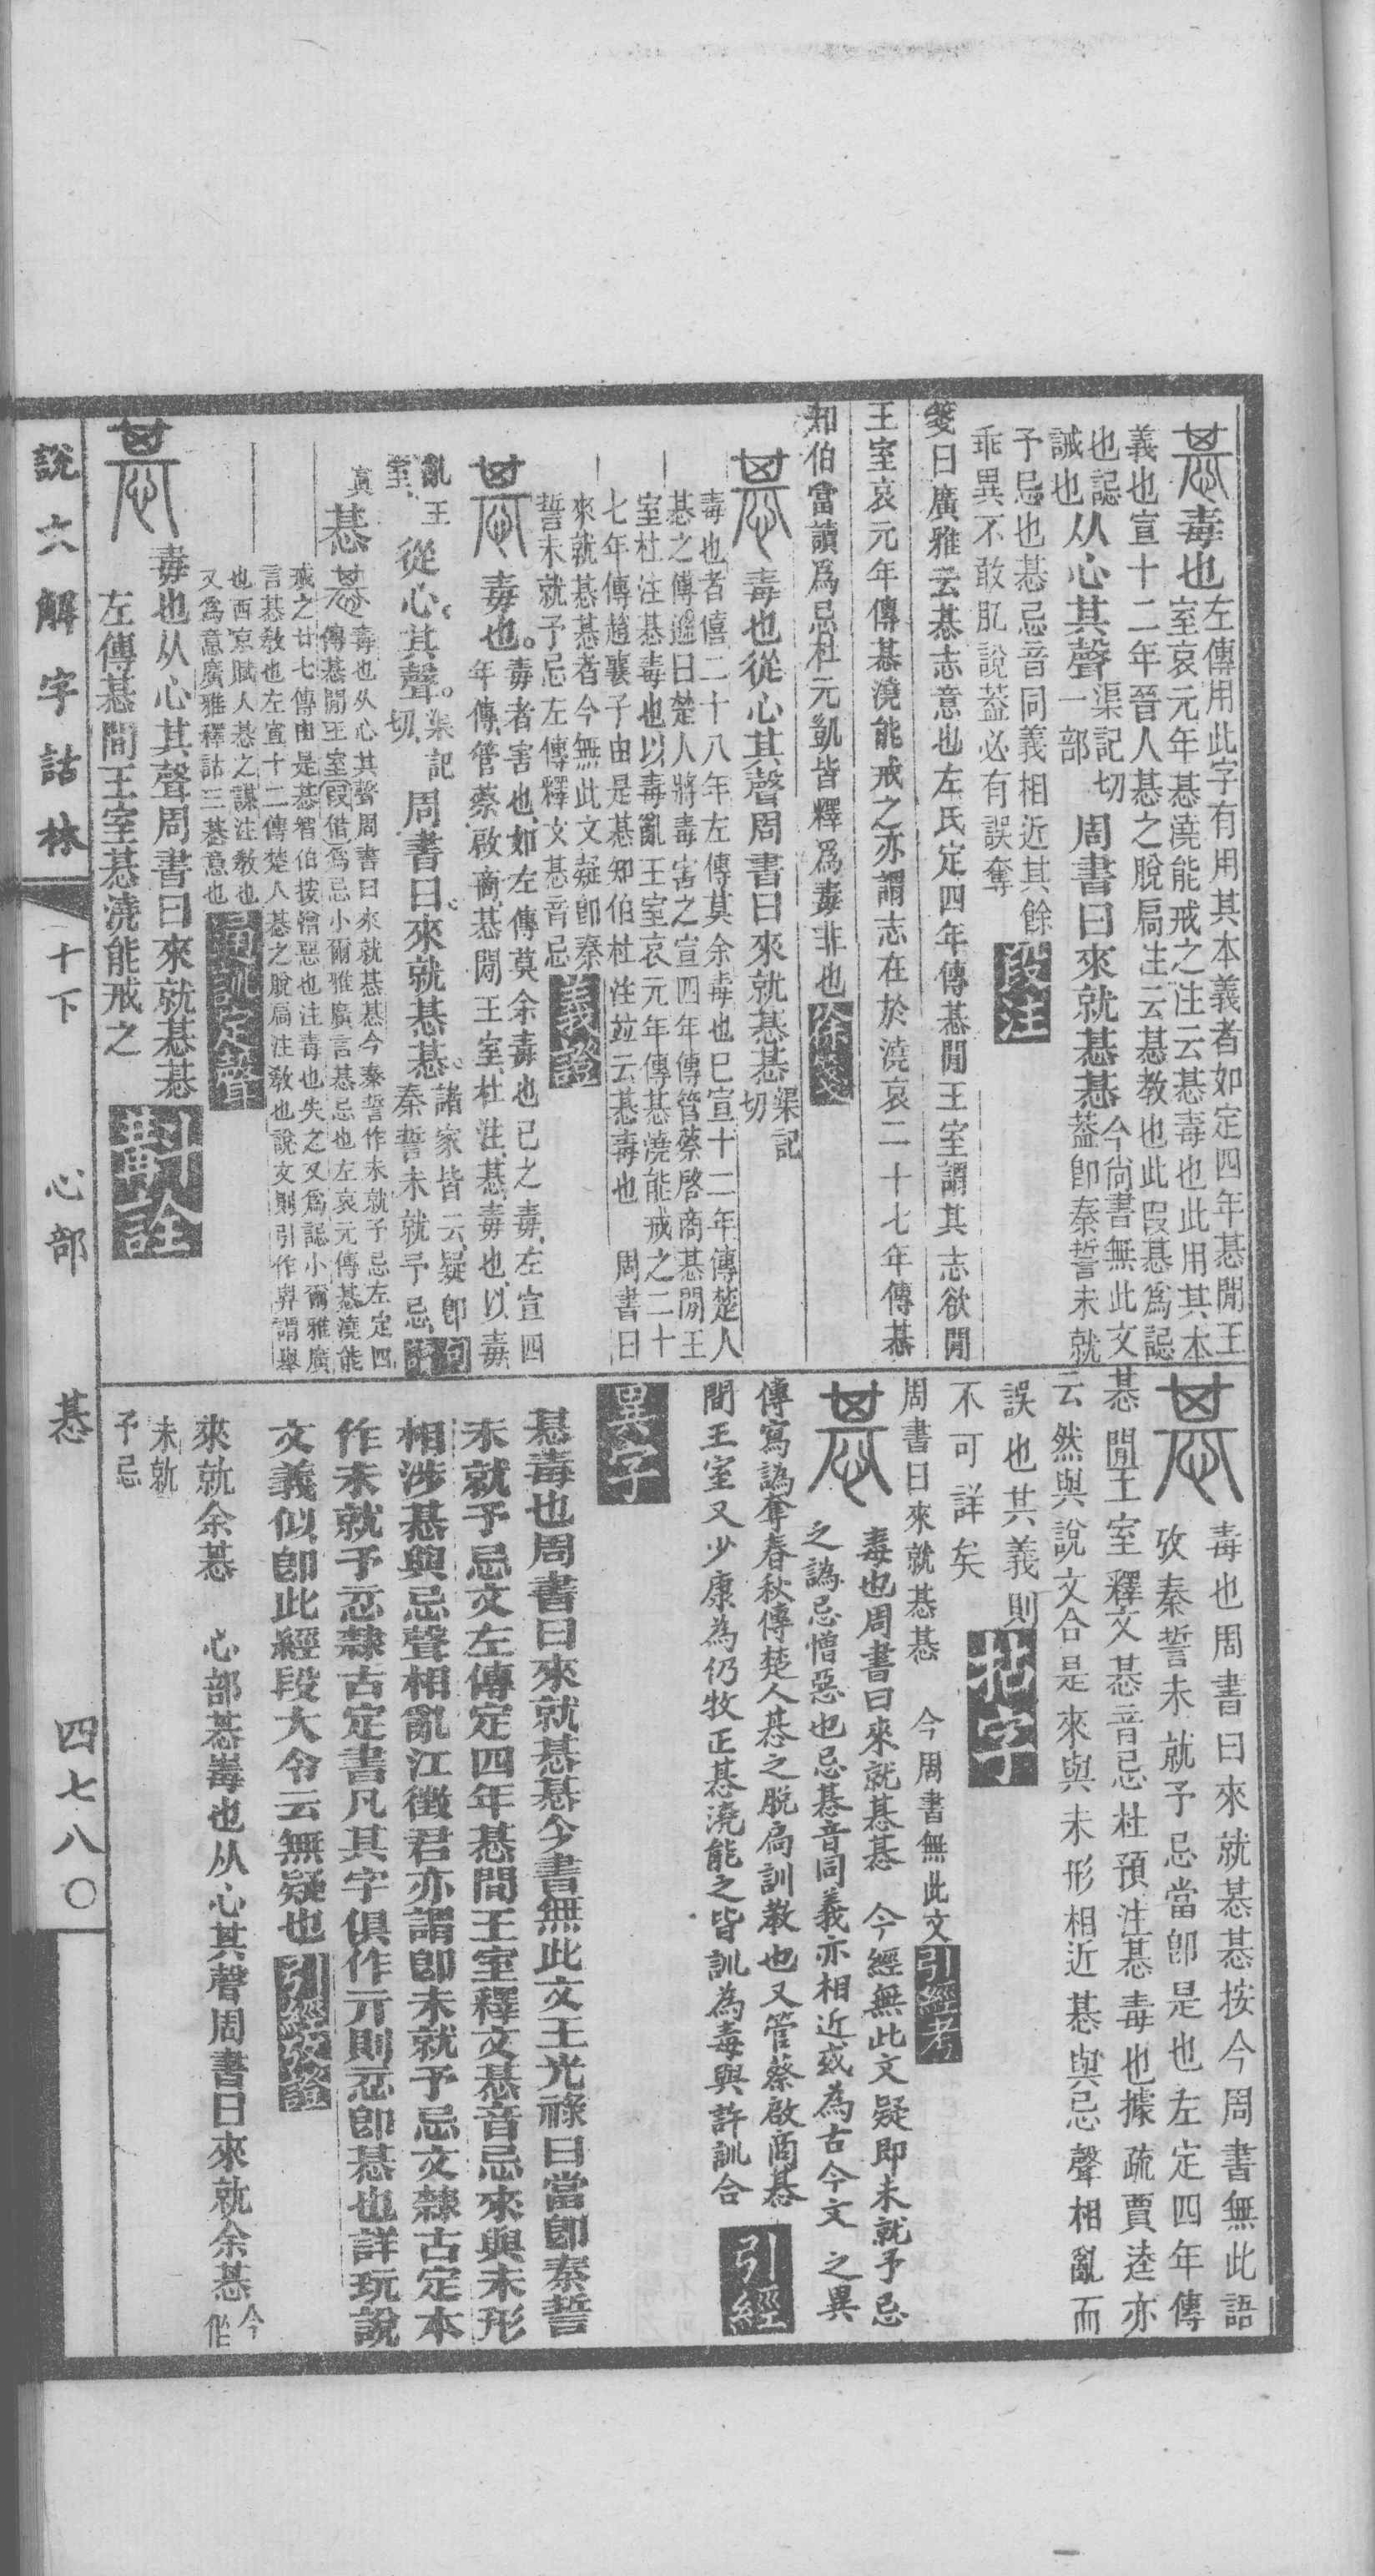 惎毒也左傳用此字有用其本義者如定四年惎閒王
室哀元年惎澆能戒之注云惎毒也此用其本
義也宣十二年晉人惎之脫扃注云惎教也此叚惎爲誋
也誋
誡也从心其聲渠記切一部周書曰來就惎惎今尚書無此文蓋卽秦誓未就
予忌也惎忌音同義相近其餘
乖異不敢肊說蓋必有誤奪段注
箋曰廣雅云惎志意也左氏定四年傳惎閒王室謂其志欲閒
王室哀元年傳惎澆能戒之亦謂志在於澆哀二十七年傳惎
知伯當讀爲忌杜元凱皆釋爲毒非也徐箋
惎毒也從心其聲周書曰來就惎惎渠記切
毒也者僖二十八年左傳莫余毒也巳宣十二年傳楚人
惎之傳遜曰楚人將毒害之宣四年傳管蔡啓商惎閒王
室杜注惎毒也以毒亂王室哀元年傳惎澆能戒之二十
七年傳趙襄子由是惎知伯杜注竝云惎毒也 周書曰
來就惎惎者今無此文疑卽秦
誓未就予忌左傳釋文惎音忌義證
惎毒也。毒者害也、如左傳莫余毒也已之毒、左宣四
年傳、管蔡啟商、惎閒王室、杜注、惎、毒也、以毒
亂王
室、從心、其聲。渠記切、周書曰、來就惎惎、諸家皆云、疑卽
秦誓未就予忌、句讀
惎惎毒也从心其聲周書曰來就惎惎今秦誓作未就予忌左定四
傳惎閒王室叚借爲忌小爾雅廣言惎忌也左哀元傳惎澆能
戒之廿七傳由是惎智伯按憎惡也注毒也失之又爲誋小爾雅廣
言惎敎也左宣十二傳楚人惎之脫扃注敎也說文則引作𢌿謂舉
也西京賦人惎之謀注敎也
又爲意廣雅釋詁三惎意也通訓定聲
惎毒也从心其聲周書曰來就惎惎
左傳惎間王室惎澆能戒之斠詮
惎毒也周書曰來就惎惎按今周書無此語
攷秦誓未就予忌當卽是也左定四年傳
惎閒王室釋文惎音忌杜預注惎毒也據疏賈逵亦
云然與說文合是來與未形相近惎與忌聲相亂而
誤也其義則
不可詳矣
周書曰來就惎惎 今周書無此文引經考
惎毒也周書曰來就惎惎 今經無此文疑即未就予忌
之譌忌憎惡也忌惎音同義亦相近或為古今文之異
傳寫譌奪春秋傳楚人惎之脫扃訓敎也又管蔡啟商惎
間王室又少康為仍牧正惎澆能之皆訓為毒與許訓合引經
異字
惎毒也周書曰來就惎惎今書無此文王光祿曰當卽秦誓
未就予忌文左傳定四年惎間王室釋文惎音忌來與未形
相涉惎與忌聲相亂江徵君亦謂卽未就予忌文隸古定本
作未就予忢隸古定書凡其字俱作亓則忢卽惎也詳玩說
文義似卽此經段大令云無疑也引經攷證
來就余惎 心部惎毒也从心其聲周書曰來就余惎今作
未就
予忌
說文解字詁林 十下 心部 惎 四七八〇